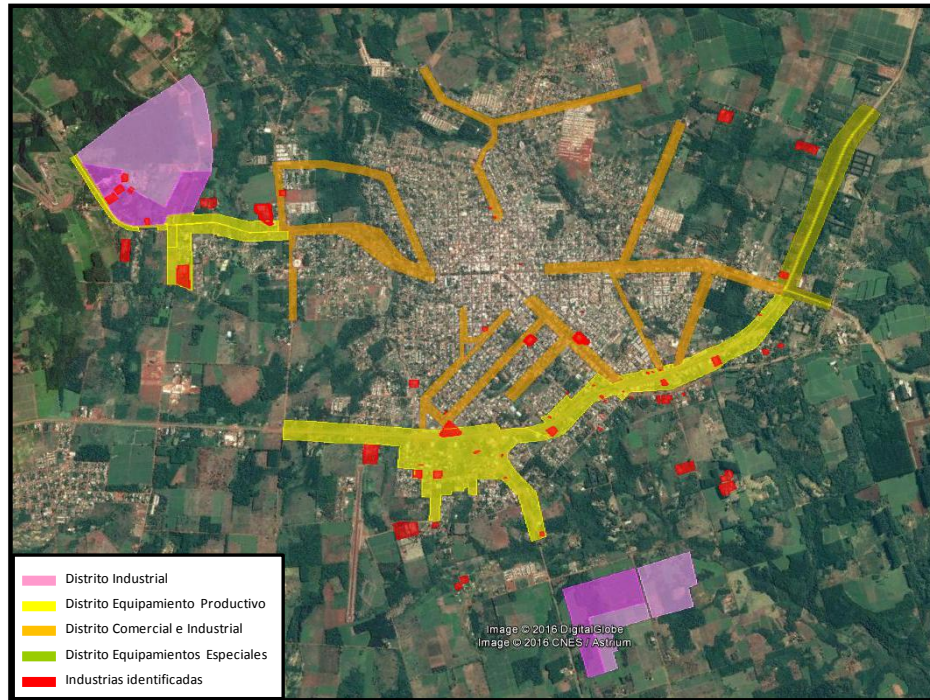 Image © 2016 DigitalGlobe
Image © 2016 CNES / Astrium
Distrito Industrial
Distrito Equipamiento Productivo
Distrito Comercial e Industrial
Distrito Equipamientos Especiales
Industrias identificadas